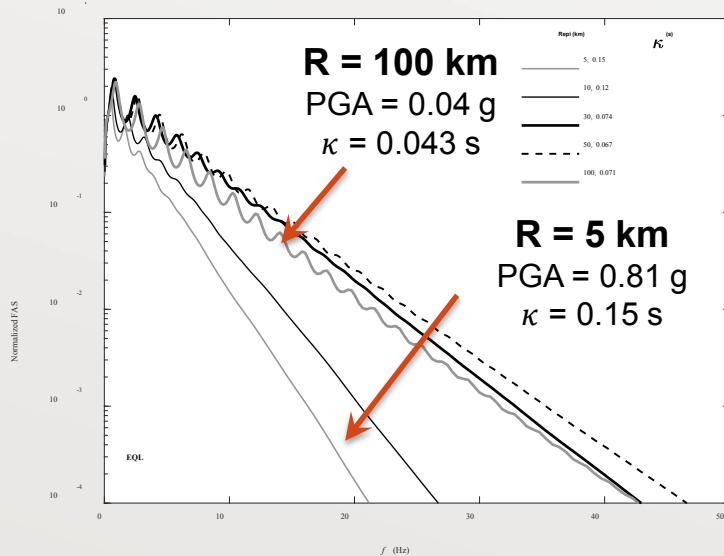 10 1
Repi (km) κ (s)
5, 0.15
10, 0.12
30, 0.074
50, 0.067
100, 0.071
R = 100 km
PGA = 0.04 g
κ = 0.043 s
R = 5 km
PGA = 0.81 g
κ = 0.15 s
10 0
10 -1
10 -2
10 -3
10 -4
Normalized FAS
EQL
0 10 20 30 40 50
f (Hz)